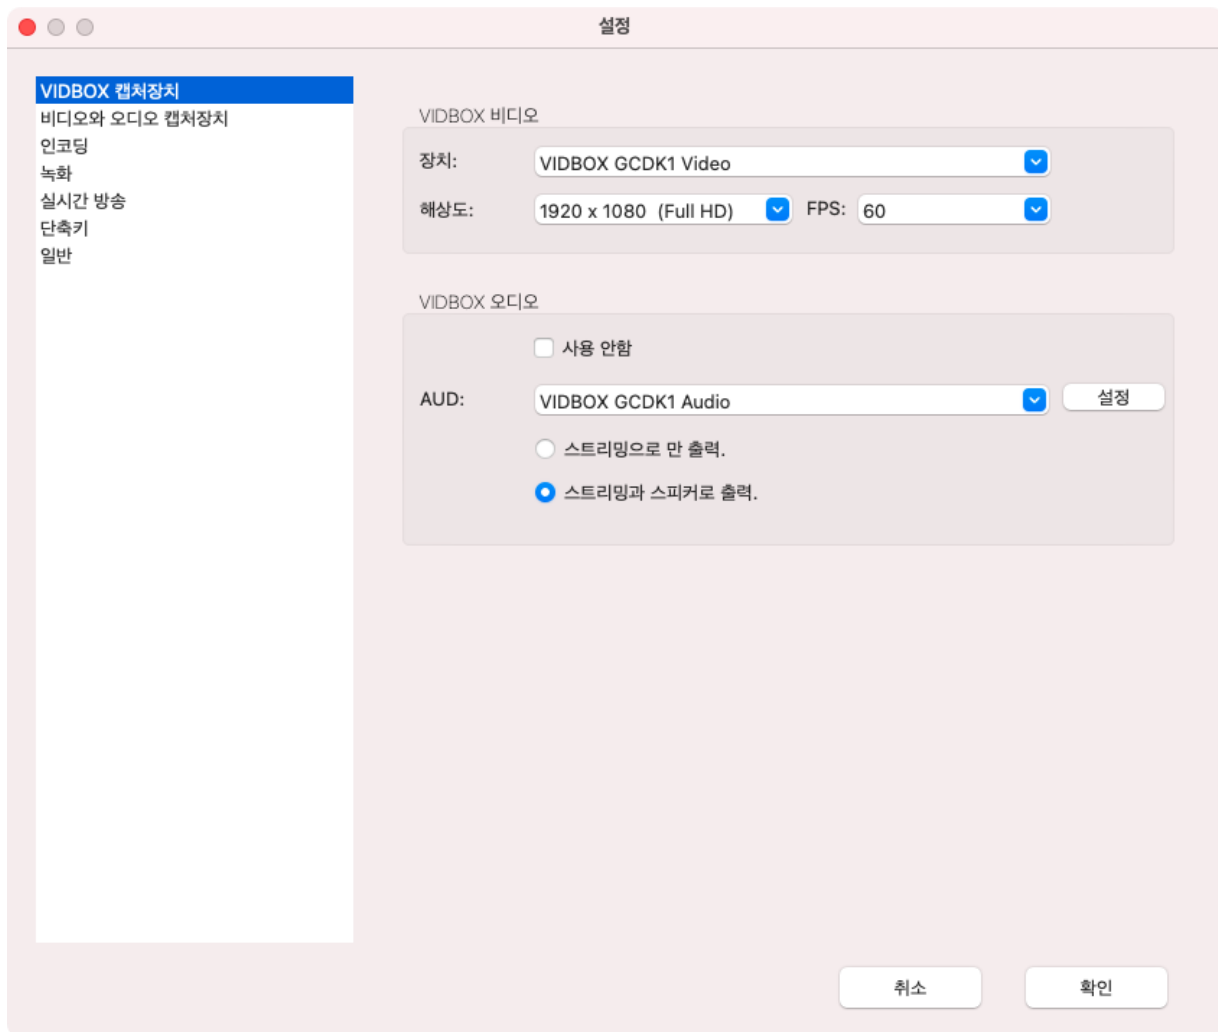 설정
VIDBOX 캡처장치
비디오와 오디오 캡처장치
인코딩
녹화
실시간 방송
단축키
일반
VIDBOX 비디오
장치: VIDBOX GCDK1 Video
해상도: 1920 x 1080 (Full HD) FPS: 60
VIDBOX 오디오
사용 안함
AUD: VIDBOX GCDK1 Audio 설정
스트리밍으로 만 출력.
스트리밍과 스피커로 출력.
취소 확인